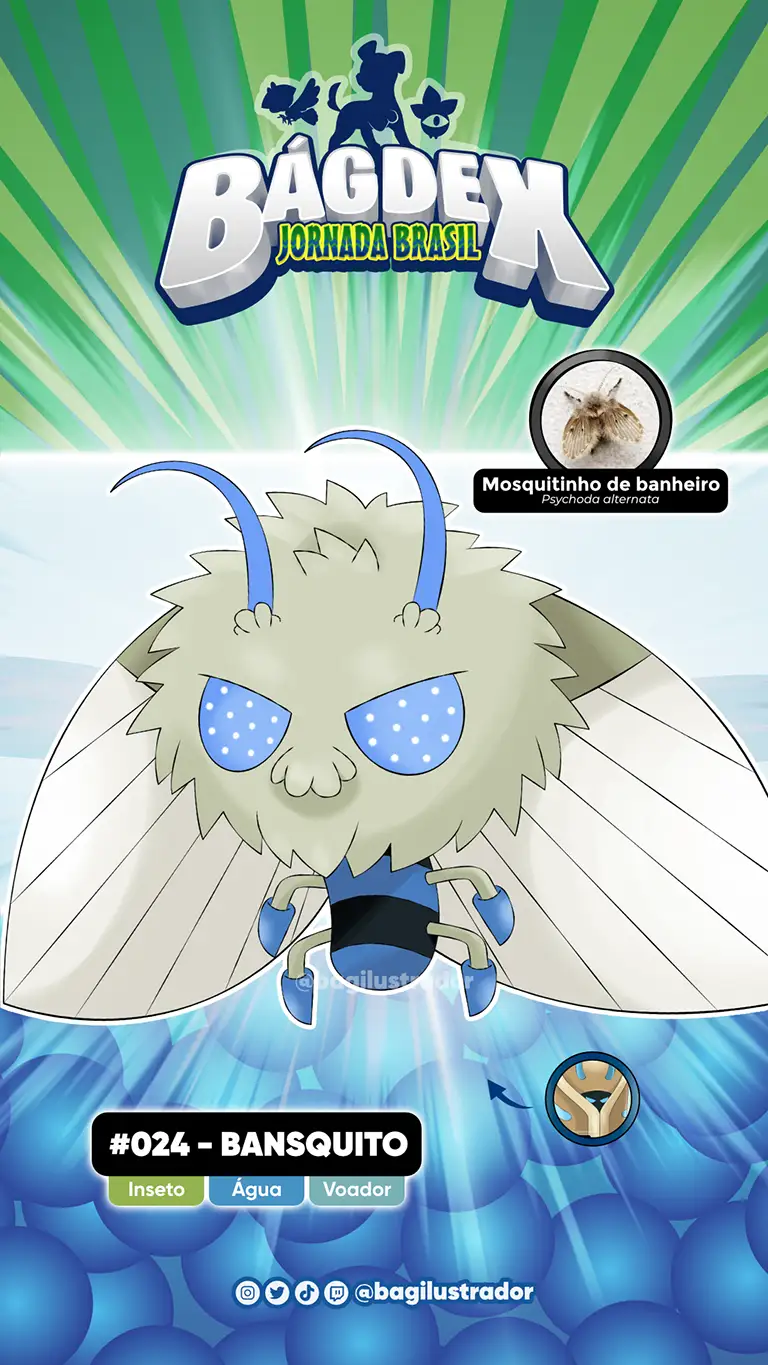 BÁGDEX
JORNADA BRASIL
Mosquitinho de banheiro
Psychoda alternata
@bagilustrador
#024 - BANSQUITO
Inseto
Água
Voador
@bagilustrador